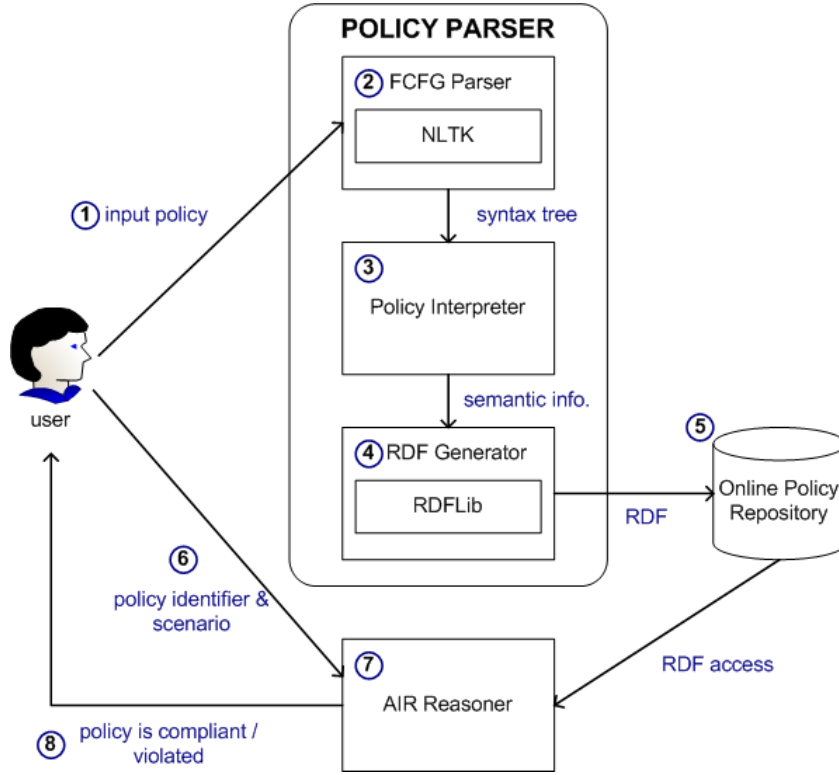 POLICY PARSER
2 FCFG Parser
NLTK
1 input policy
syntax tree
3
Policy Interpreter
semantic info.
user
4 RDF Generator
RDFLib
5
Online Policy
Repository
RDF
6
policy identifier &
scenario
7
AIR Reasoner
RDF access
8 policy is compliant /
violated